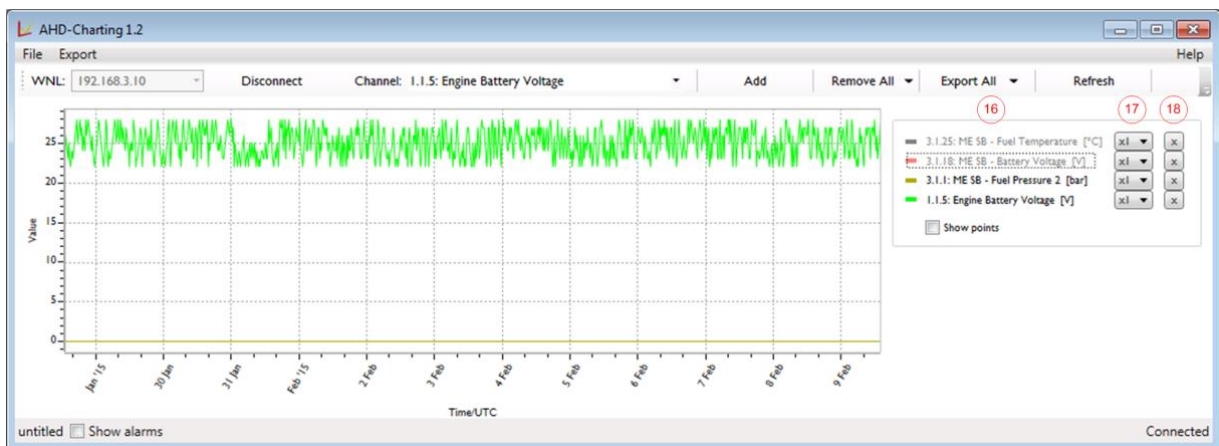 AHD-Charting 1.2
File Export Help
WNL: 192.168.3.10 Disconnect Channel: 1.1.5: Engine Battery Voltage Add Remove All Export All Refresh
16 17 18
3.1.25: ME SB - Fuel Temperature [°C] x1 x
3.1.18: ME SB - Battery Voltage [V] x1 x
3.1.1: ME SB - Fuel Pressure 2 [bar] x1 x
1.1.5: Engine Battery Voltage [V] x1 x
Show points
Value
25
20
15
10
5
0
Jan '15 30 Jan 31 Jan Feb '15 2 Feb 3 Feb 4 Feb 5 Feb 6 Feb 7 Feb 8 Feb 9 Feb
Time/UTC
untitled Show alarms Connected